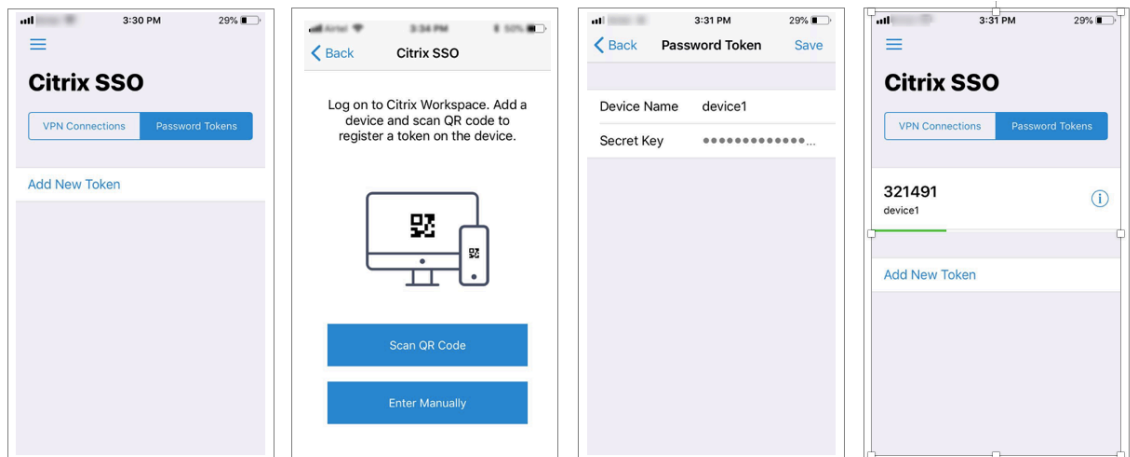 3:30 PM
29%
Citrix SSO
VPN Connections
Password Tokens
Add New Token
3:34 PM
50%
Back
Citrix SSO
Log on to Citrix Workspace. Add a
device and scan QR code to
register a token on the device.
Scan QR Code
Enter Manually
3:31 PM
29%
Back
Password Token
Save
Device Name
device1
Secret Key
3:31 PM
29%
Citrix SSO
VPN Connections
Password Tokens
321491
device1
Add New Token